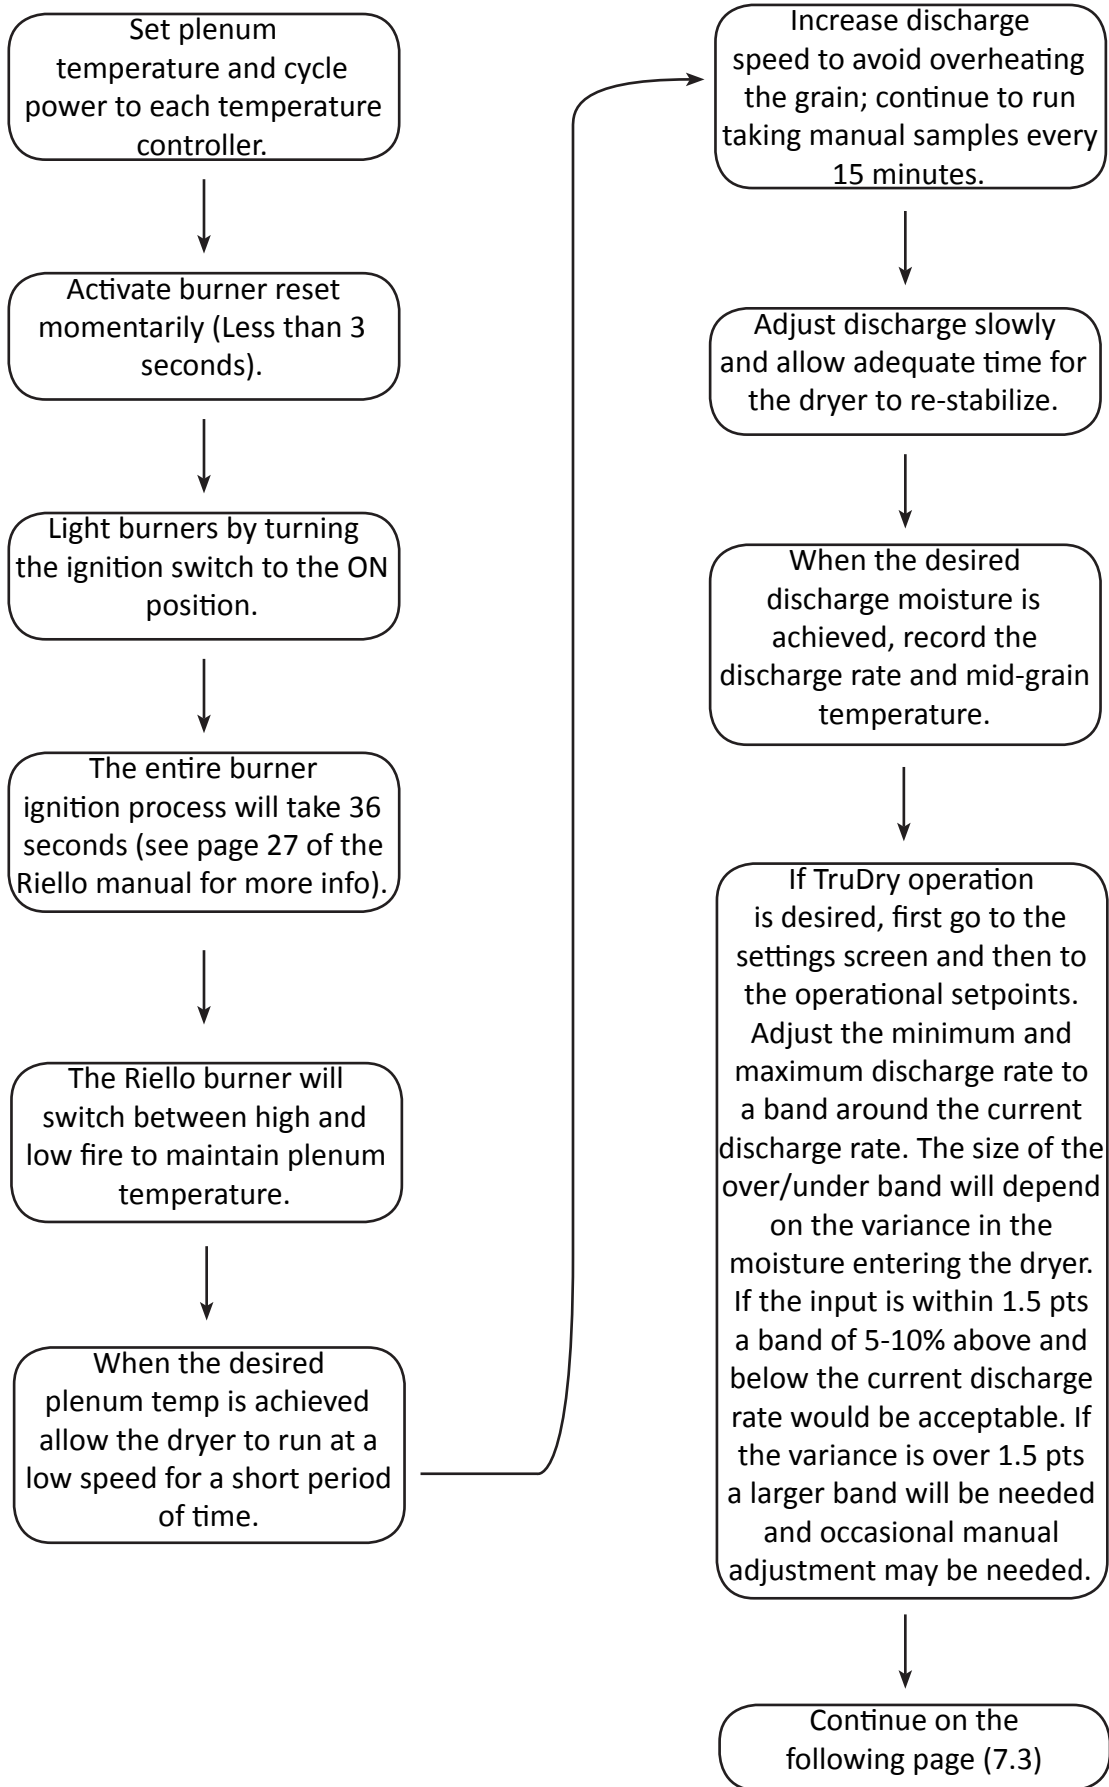 Set plenum
temperature and cycle
power to each temperature
controller.
Activate burner reset
momentarily (Less than 3
seconds).
Light burners by turning
the ignition switch to the ON
position.
The entire burner
ignition process will take 36
seconds (see page 27 of the
Riello manual for more info).
The Riello burner will
switch between high and
low fire to maintain plenum
temperature.
When the desired
plenum temp is achieved
allow the dryer to run at a
low speed for a short period
of time.
Increase discharge
speed to avoid overheating
the grain; continue to run
taking manual samples every
15 minutes.
Adjust discharge slowly
and allow adequate time for
the dryer to re-stabilize.
When the desired
discharge moisture is
achieved, record the
discharge rate and mid-grain
temperature.
If TruDry operation
is desired, first go to the
settings screen and then to
the operational setpoints.
Adjust the minimum and
maximum discharge rate to
a band around the current
discharge rate. The size of the
over/under band will depend
on the variance in the
moisture entering the dryer.
If the input is within 1.5 pts
a band of 5-10% above and
below the current discharge
rate would be acceptable. If
the variance is over 1.5 pts
a larger band will be needed
and occasional manual
adjustment may be needed.
Continue on the
following page (7.3)